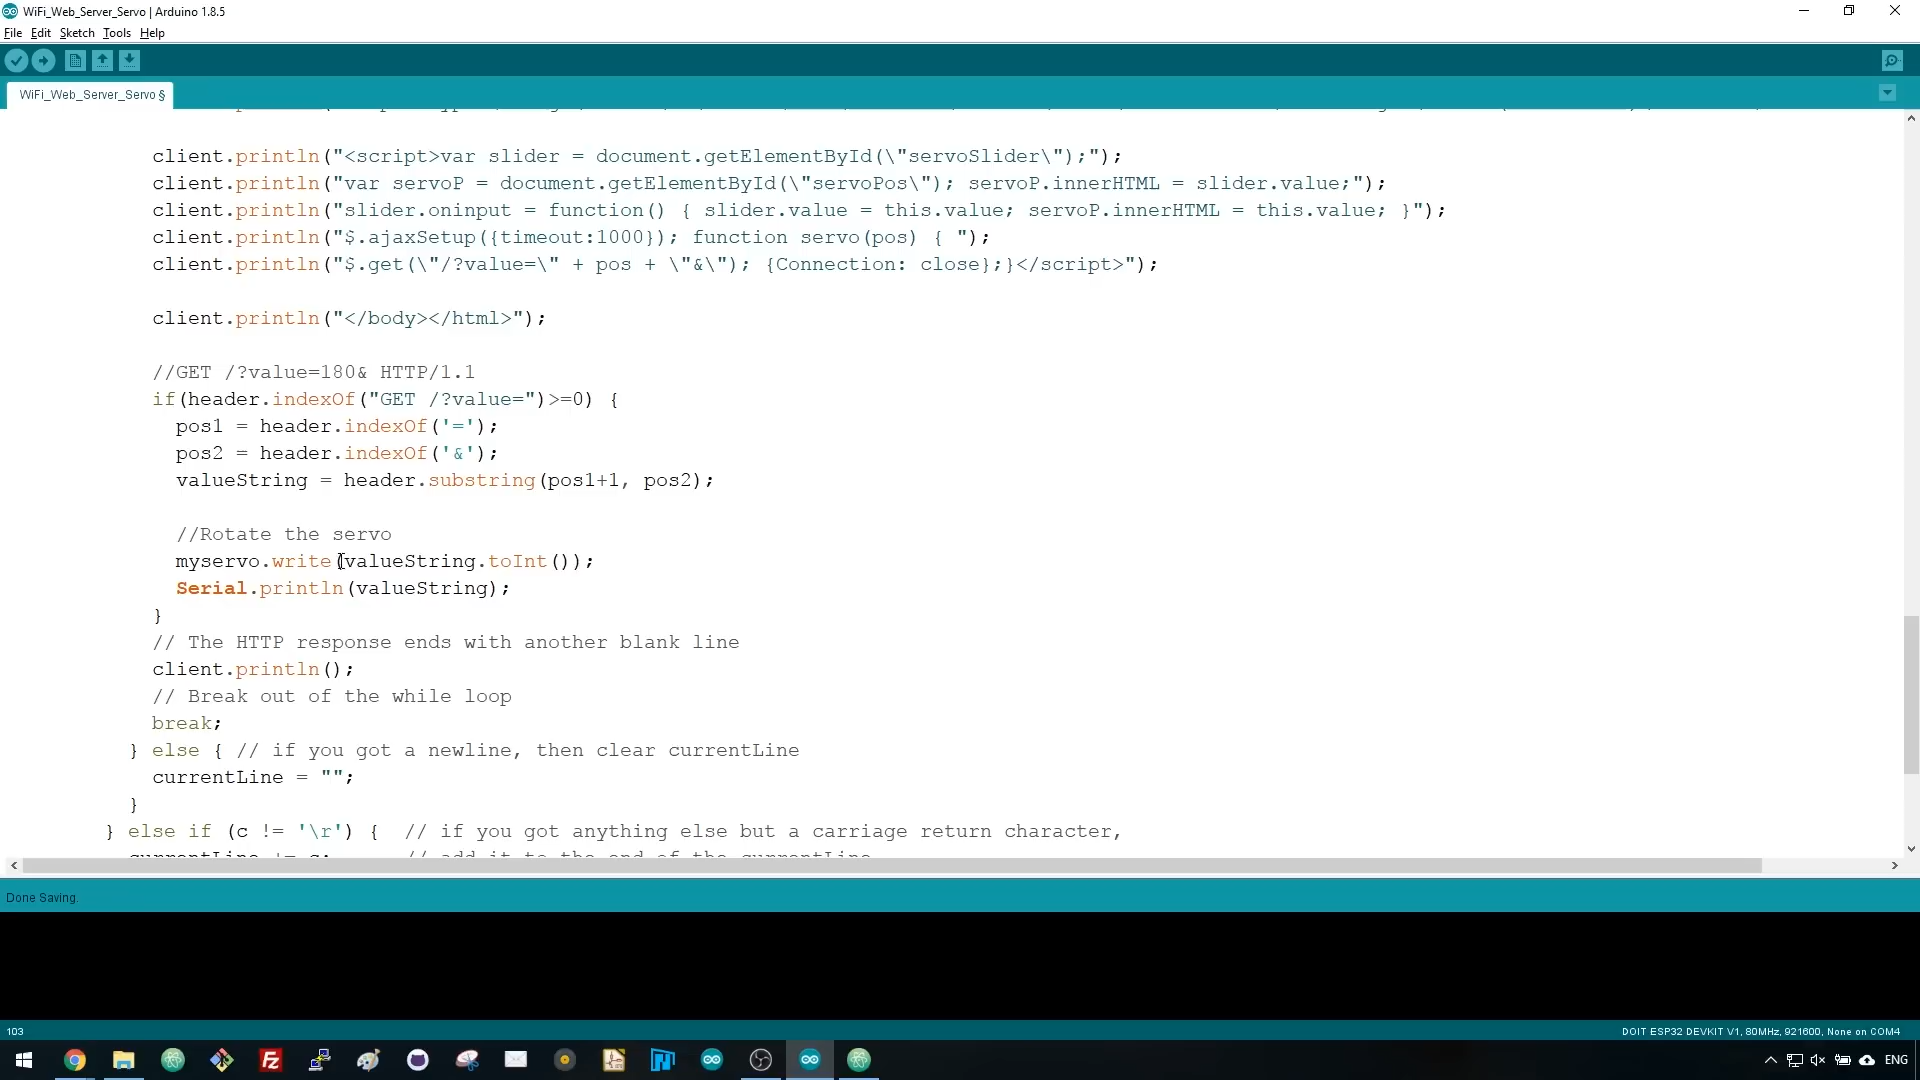 WiFi_Web_Server_Servo | Arduino 1.8.5
File Edit Sketch Tools Help
WiFi_Web_Server_Servo §
client.println("<script>var slider = document.getElementById(\"servoSlider\");");
client.println("var servoP = document.getElementById(\"servoPos\"); servoP.innerHTML = slider.value;");
client.println("slider.oninput = function() { slider.value = this.value; servoP.innerHTML = this.value; }");
client.println("$.ajaxSetup({timeout:1000}); function servo(pos) { ");
client.println("$.get(\"/?value=\" + pos + \"&\"); {Connection: close};}</script>");
client.println("</body></html>");
//GET /?value=180& HTTP/1.1
if(header.indexOf("GET /?value=")>=0) {
pos1 = header.indexOf('=');
pos2 = header.indexOf('&');
valueString = header.substring(pos1+1, pos2);
//Rotate the servo
myservo.write(valueString.toInt());
Serial.println(valueString);
}
// The HTTP response ends with another blank line
client.println();
// Break out of the while loop
break;
} else { // if you got a newline, then clear currentLine
currentLine = "";
}
} else if (c != '\r') {  // if you got anything else but a carriage return character,
currentLine += c;      // add it to the end of the currentLine
Done Saving.
103
DOIT ESP32 DEVKIT V1, 80MHz, 921600, None on COM4
ENG